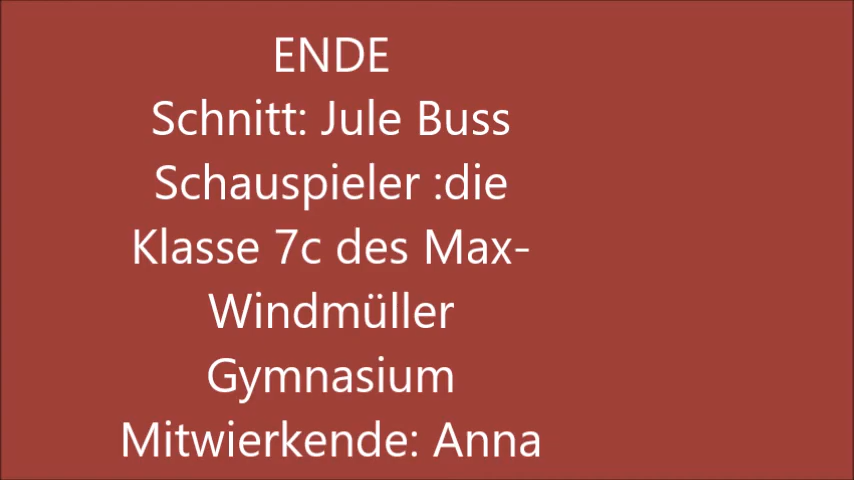 ENDE
Schnitt: Jule Buss
Schauspieler :die
Klasse 7c des Max-
Windmüller
Gymnasium
Mitwierkende: Anna